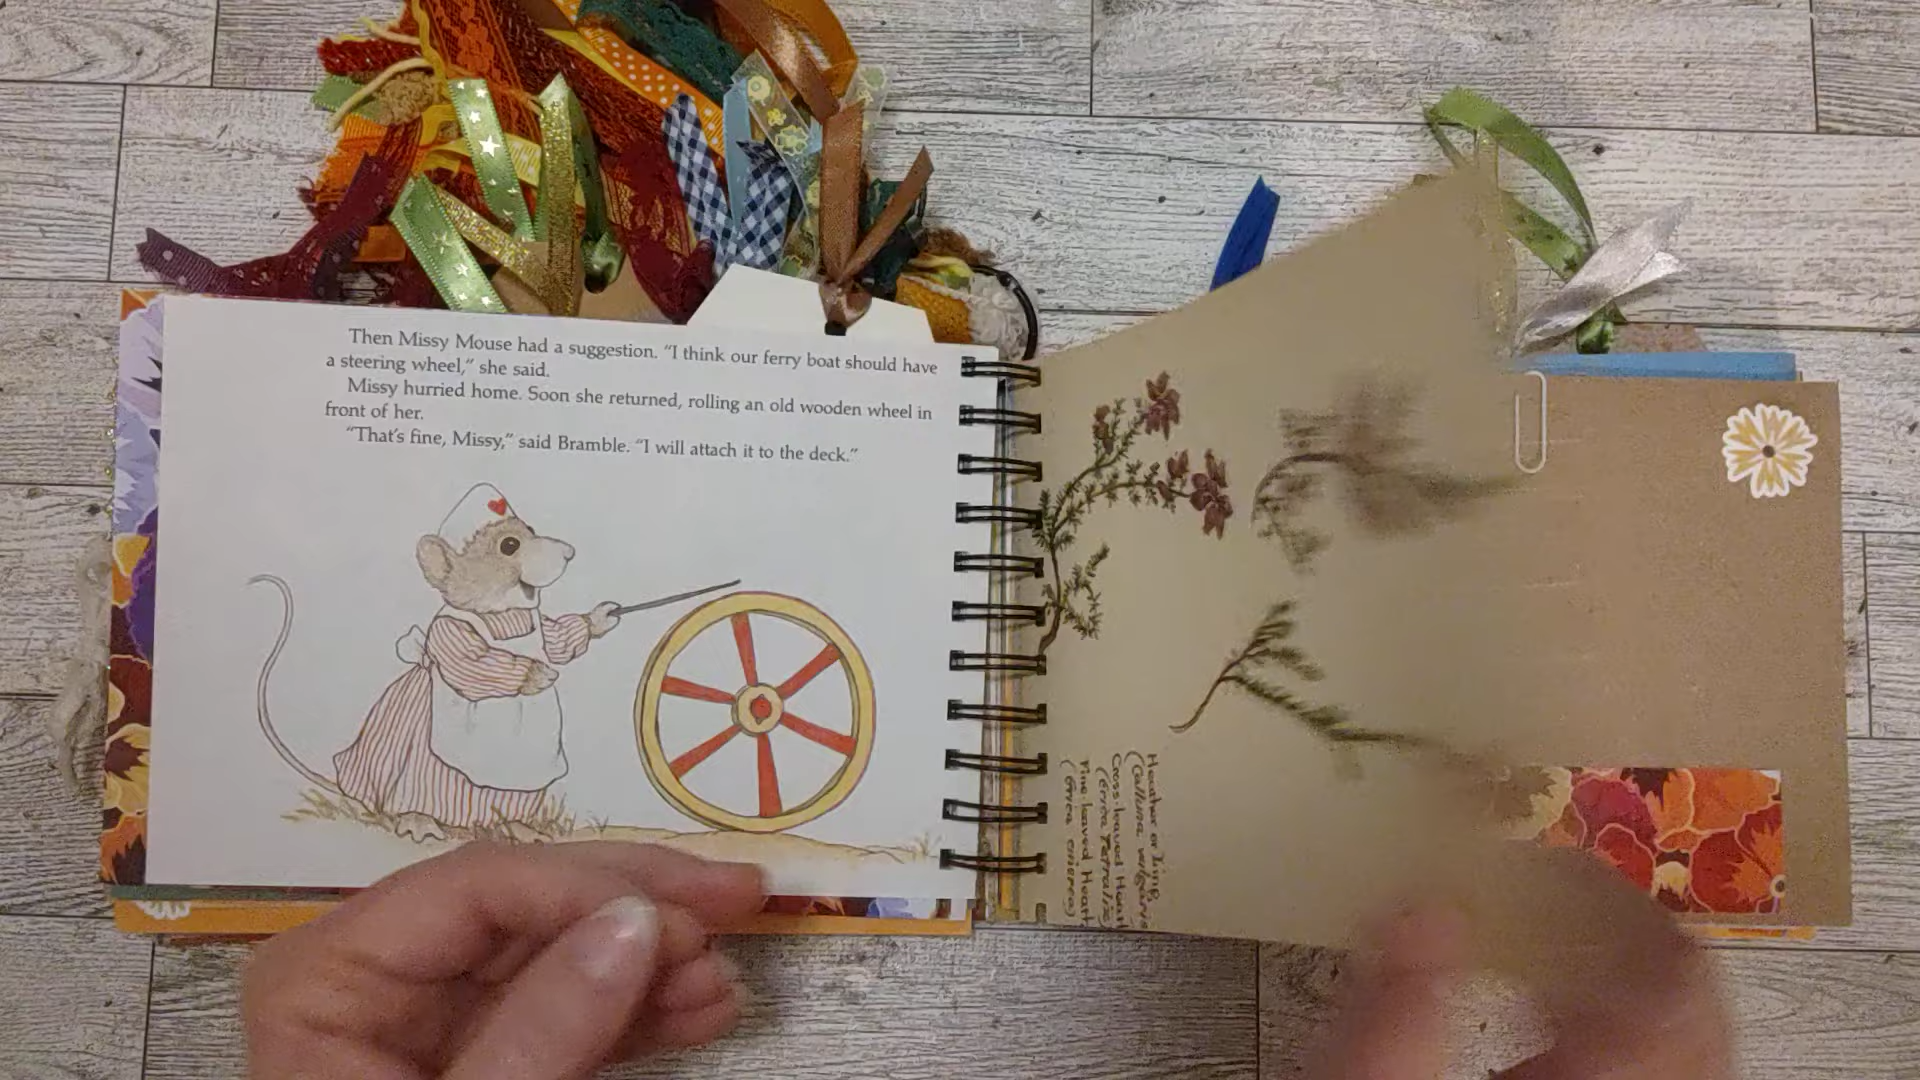 Then Missy Mouse had a suggestion. “I think our ferry boat should have
a steering wheel,” she said.
Missy hurried home. Soon she returned, rolling an old wooden wheel in
front of her.
“That’s fine, Missy,” said Bramble. “I will attach it to the deck.”
Heather or Ling
(Calluna vulgaris
Cross-leaved Heat
(Erica Tetralix)
Fine-leaved Heath
(Erica cinerea)